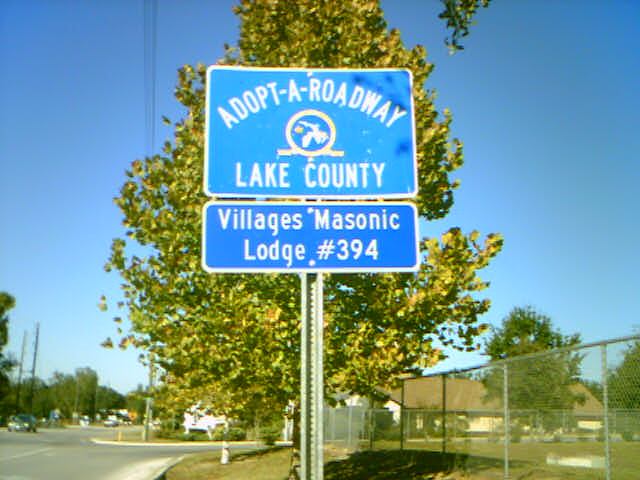 ADOPT-A-ROADWAY
LAKE COUNTY
Villages Masonic
Lodge #394